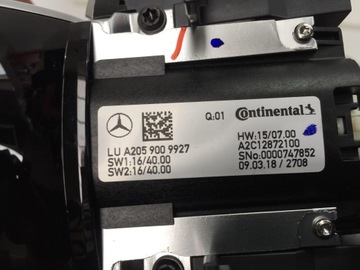 Q:01 Continental
LU A205 900 9927
SW1:16/40.00
SW2:16/40.00
HW:15/07.00
A2C12872100
SNo:0000747852
09.03.18 / 2708